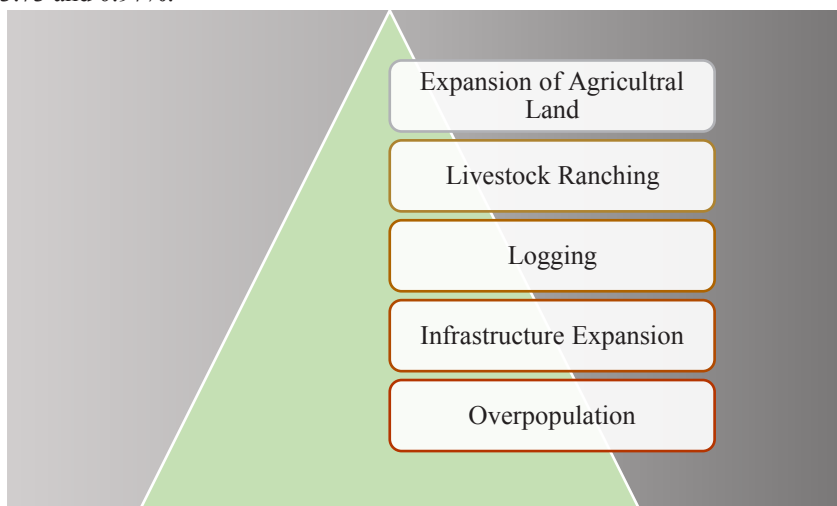 Expansion of Agricultral
Land
Livestock Ranching
Logging
Infrastructure Expansion
Overpopulation